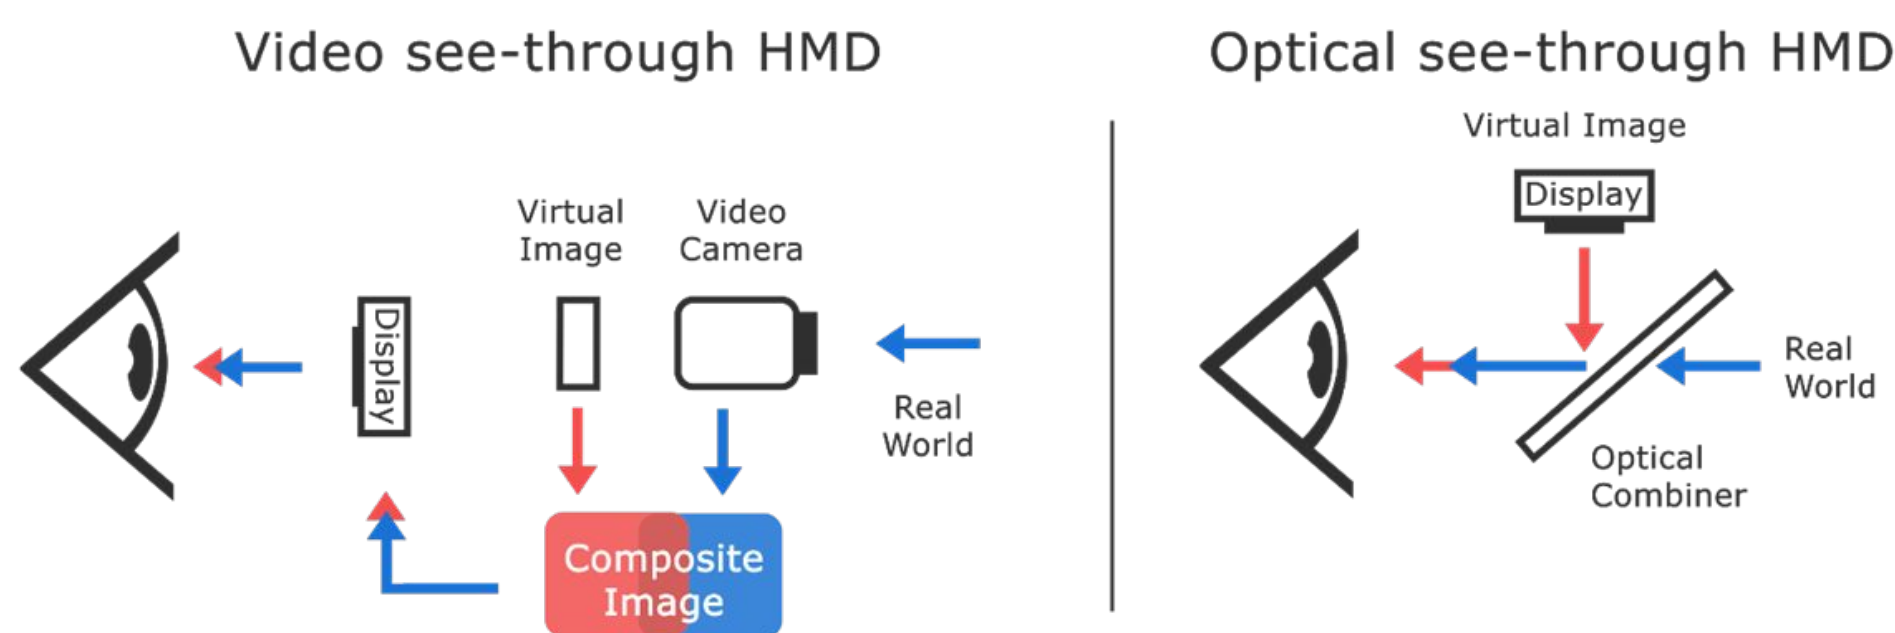 Video see-through HMD
Virtual
Image
Video
Camera
Display
Real
World
Composite
Image
Optical see-through HMD
Virtual Image
Display
Real
World
Optical
Combiner